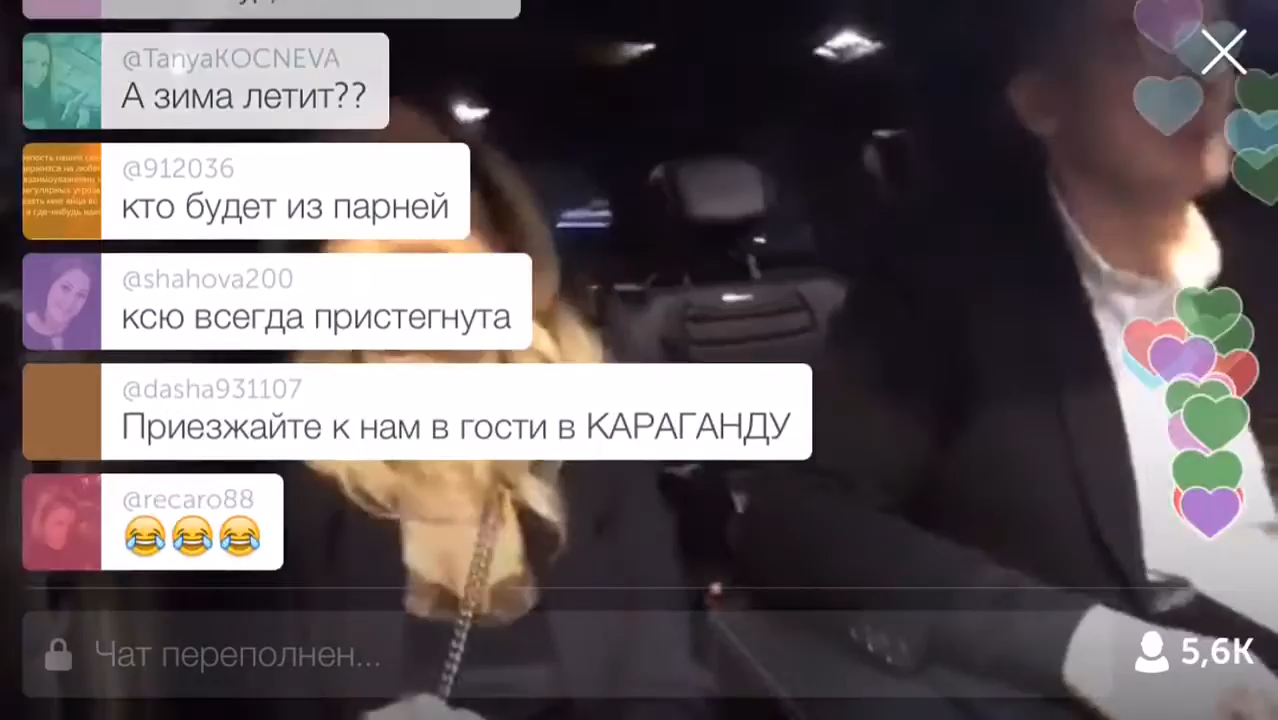 @TanyaKOCNEVA
А зима летит??
@912036
кто будет из парней
@shahova200
ксю всегда пристегнута
@dasha931107
Приезжайте к нам в гости в КАРАГАНДУ
@recaro88
😂😂😂
Чат переполнен...
5,6K